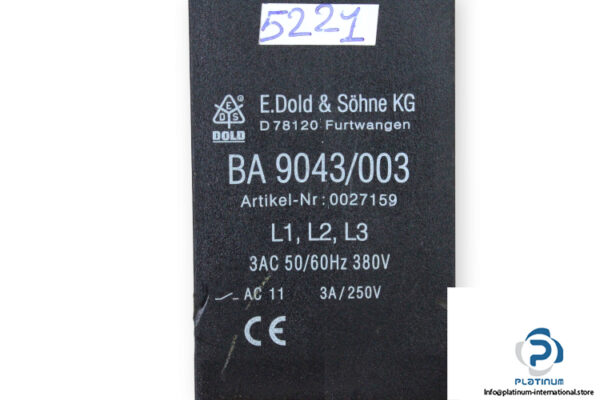 5221
E.Dold & Söhne KG
D 78120 Furtwangen
E
D S
®
DOLD
BA 9043/003
Artikel-Nr: 0027159
L1, L2, L3
3AC 50/60Hz 380V
AC 11 3A/250V
CE
PLATINUM
Info@platinum-international.store